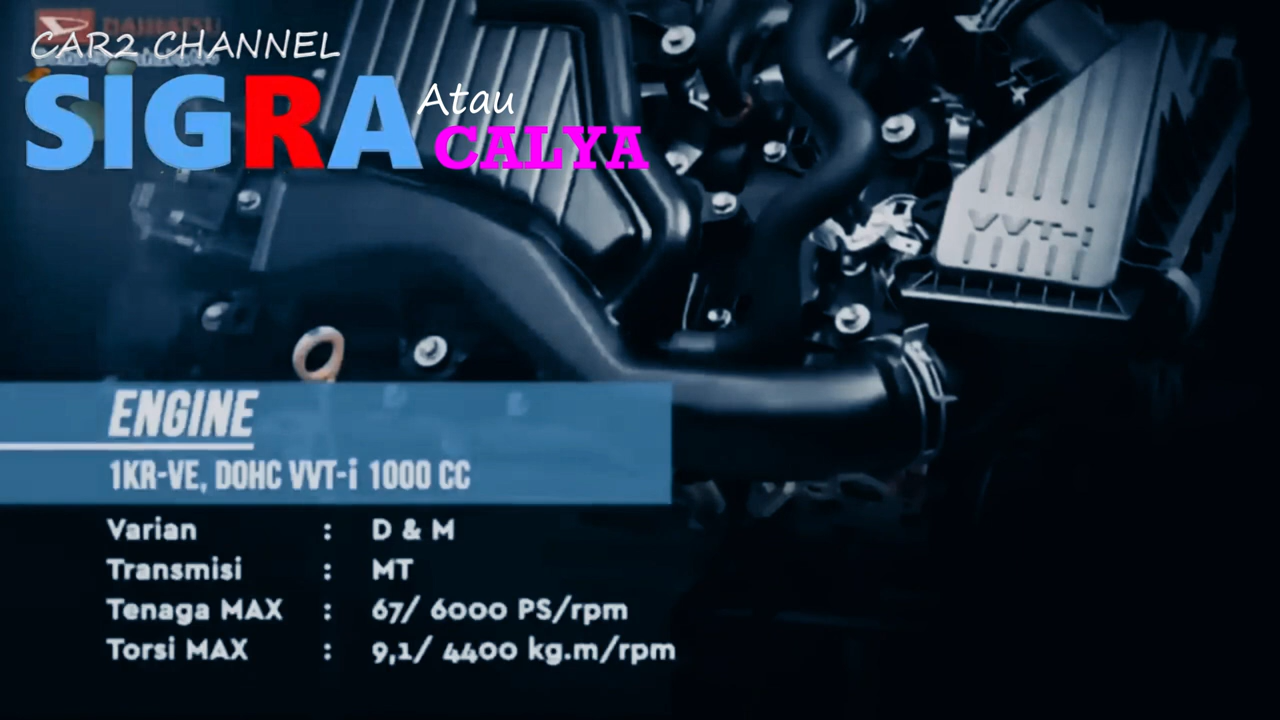 DAIHATSU
CAR2 CHANNEL
SIGRA Atau
CALYA
VVT-i
ENGINE
1KR-VE, DOHC VVT-i 1000 CC
Varian : D & M
Transmisi : MT
Tenaga MAX : 67/ 6000 PS/rpm
Torsi MAX : 9,1/ 4400 kg.m/rpm